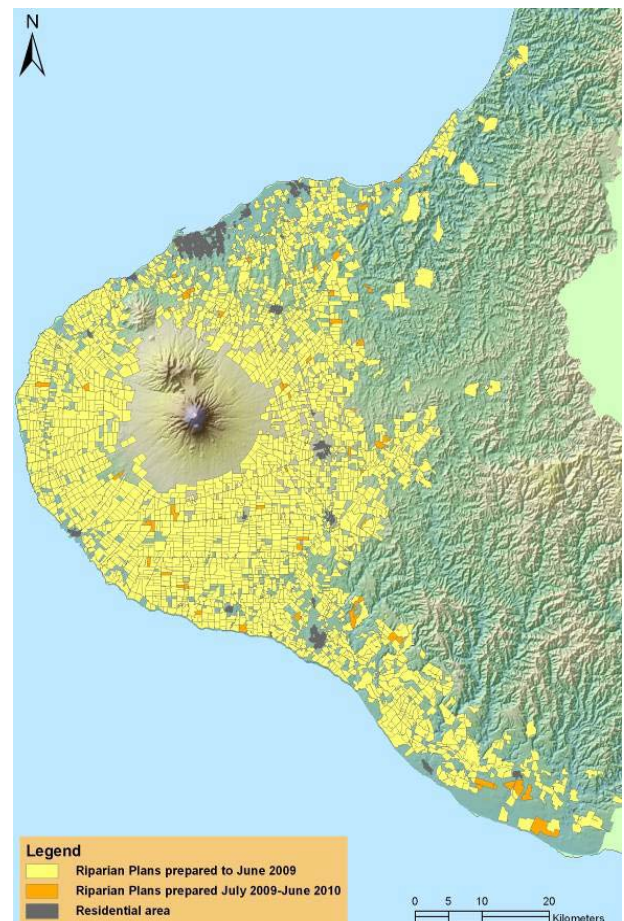 N
Legend
Riparian Plans prepared to June 2009
Riparian Plans prepared July 2009-June 2010
Residential area
0 5 10 20
Kilometers